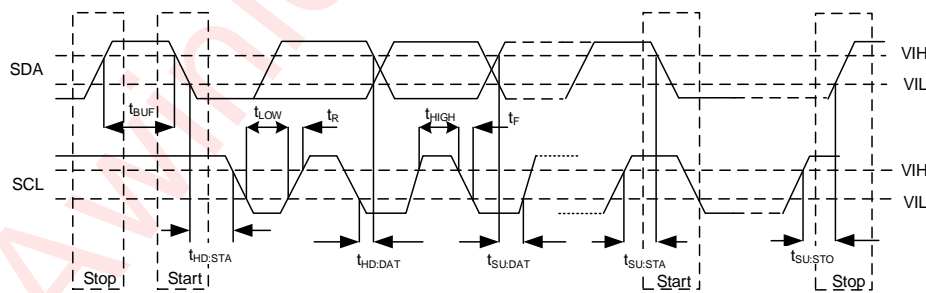 SDA
VIH
VIL
tBUF
tLOW
tR
tHIGH
tF
SCL
VIH
VIL
tHD:STA
tHD:DAT
tSU:DAT
tSU:STA
tSU:STO
Stop
Start
Start
Stop
Awinic